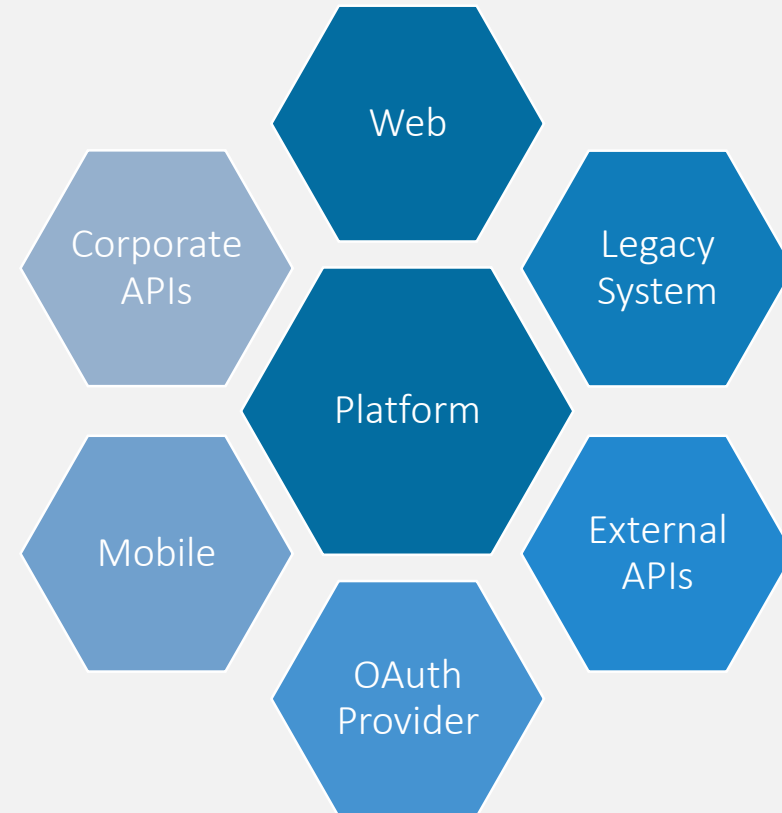 Web
Corporate
APIs
Legacy
System
Platform
Mobile
External
APIs
OAuth
Provider